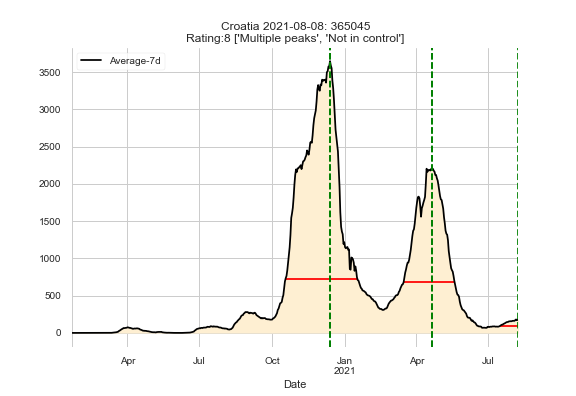 Croatia 2021-08-08: 365045
Rating:8 ['Multiple peaks', 'Not in control']
Average-7d
3500
3000
2500
2000
1500
1000
500
0
Apr Jul Oct Jan Apr Jul
2021
Date